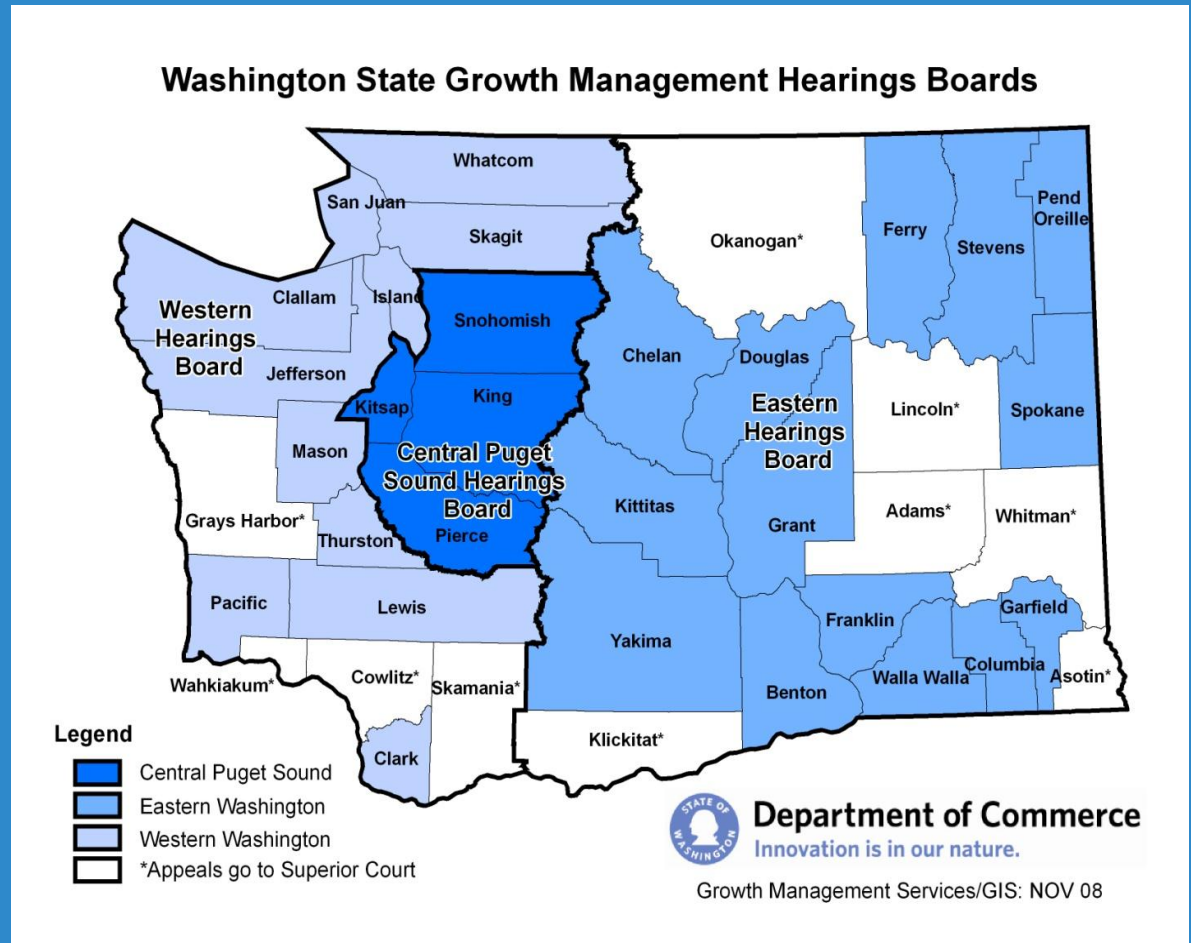 Washington State Growth Management Hearings Boards
Whatcom
San Juan
Skagit
Okanogan*
Ferry
Stevens
Pend
Oreille
Clallam
Island
Western
Hearings
Board
Snohomish
Chelan
Douglas
Jefferson
Kitsap
King
Eastern
Hearings
Board
Lincoln*
Spokane
Mason
Central Puget
Sound Hearings
Board
Grays Harbor*
Thurston
Pierce
Kittitas
Grant
Adams*
Whitman*
Pacific
Lewis
Yakima
Franklin
Garfield
Wahkiakum*
Cowlitz*
Skamania*
Benton
Walla Walla
Columbia
Asotin*
Klickitat*
Clark
Legend
Central Puget Sound
Eastern Washington
Western Washington
*Appeals go to Superior Court
STATE OF WASHINGTON
Department of Commerce
Innovation is in our nature.
Growth Management Services/GIS: NOV 08